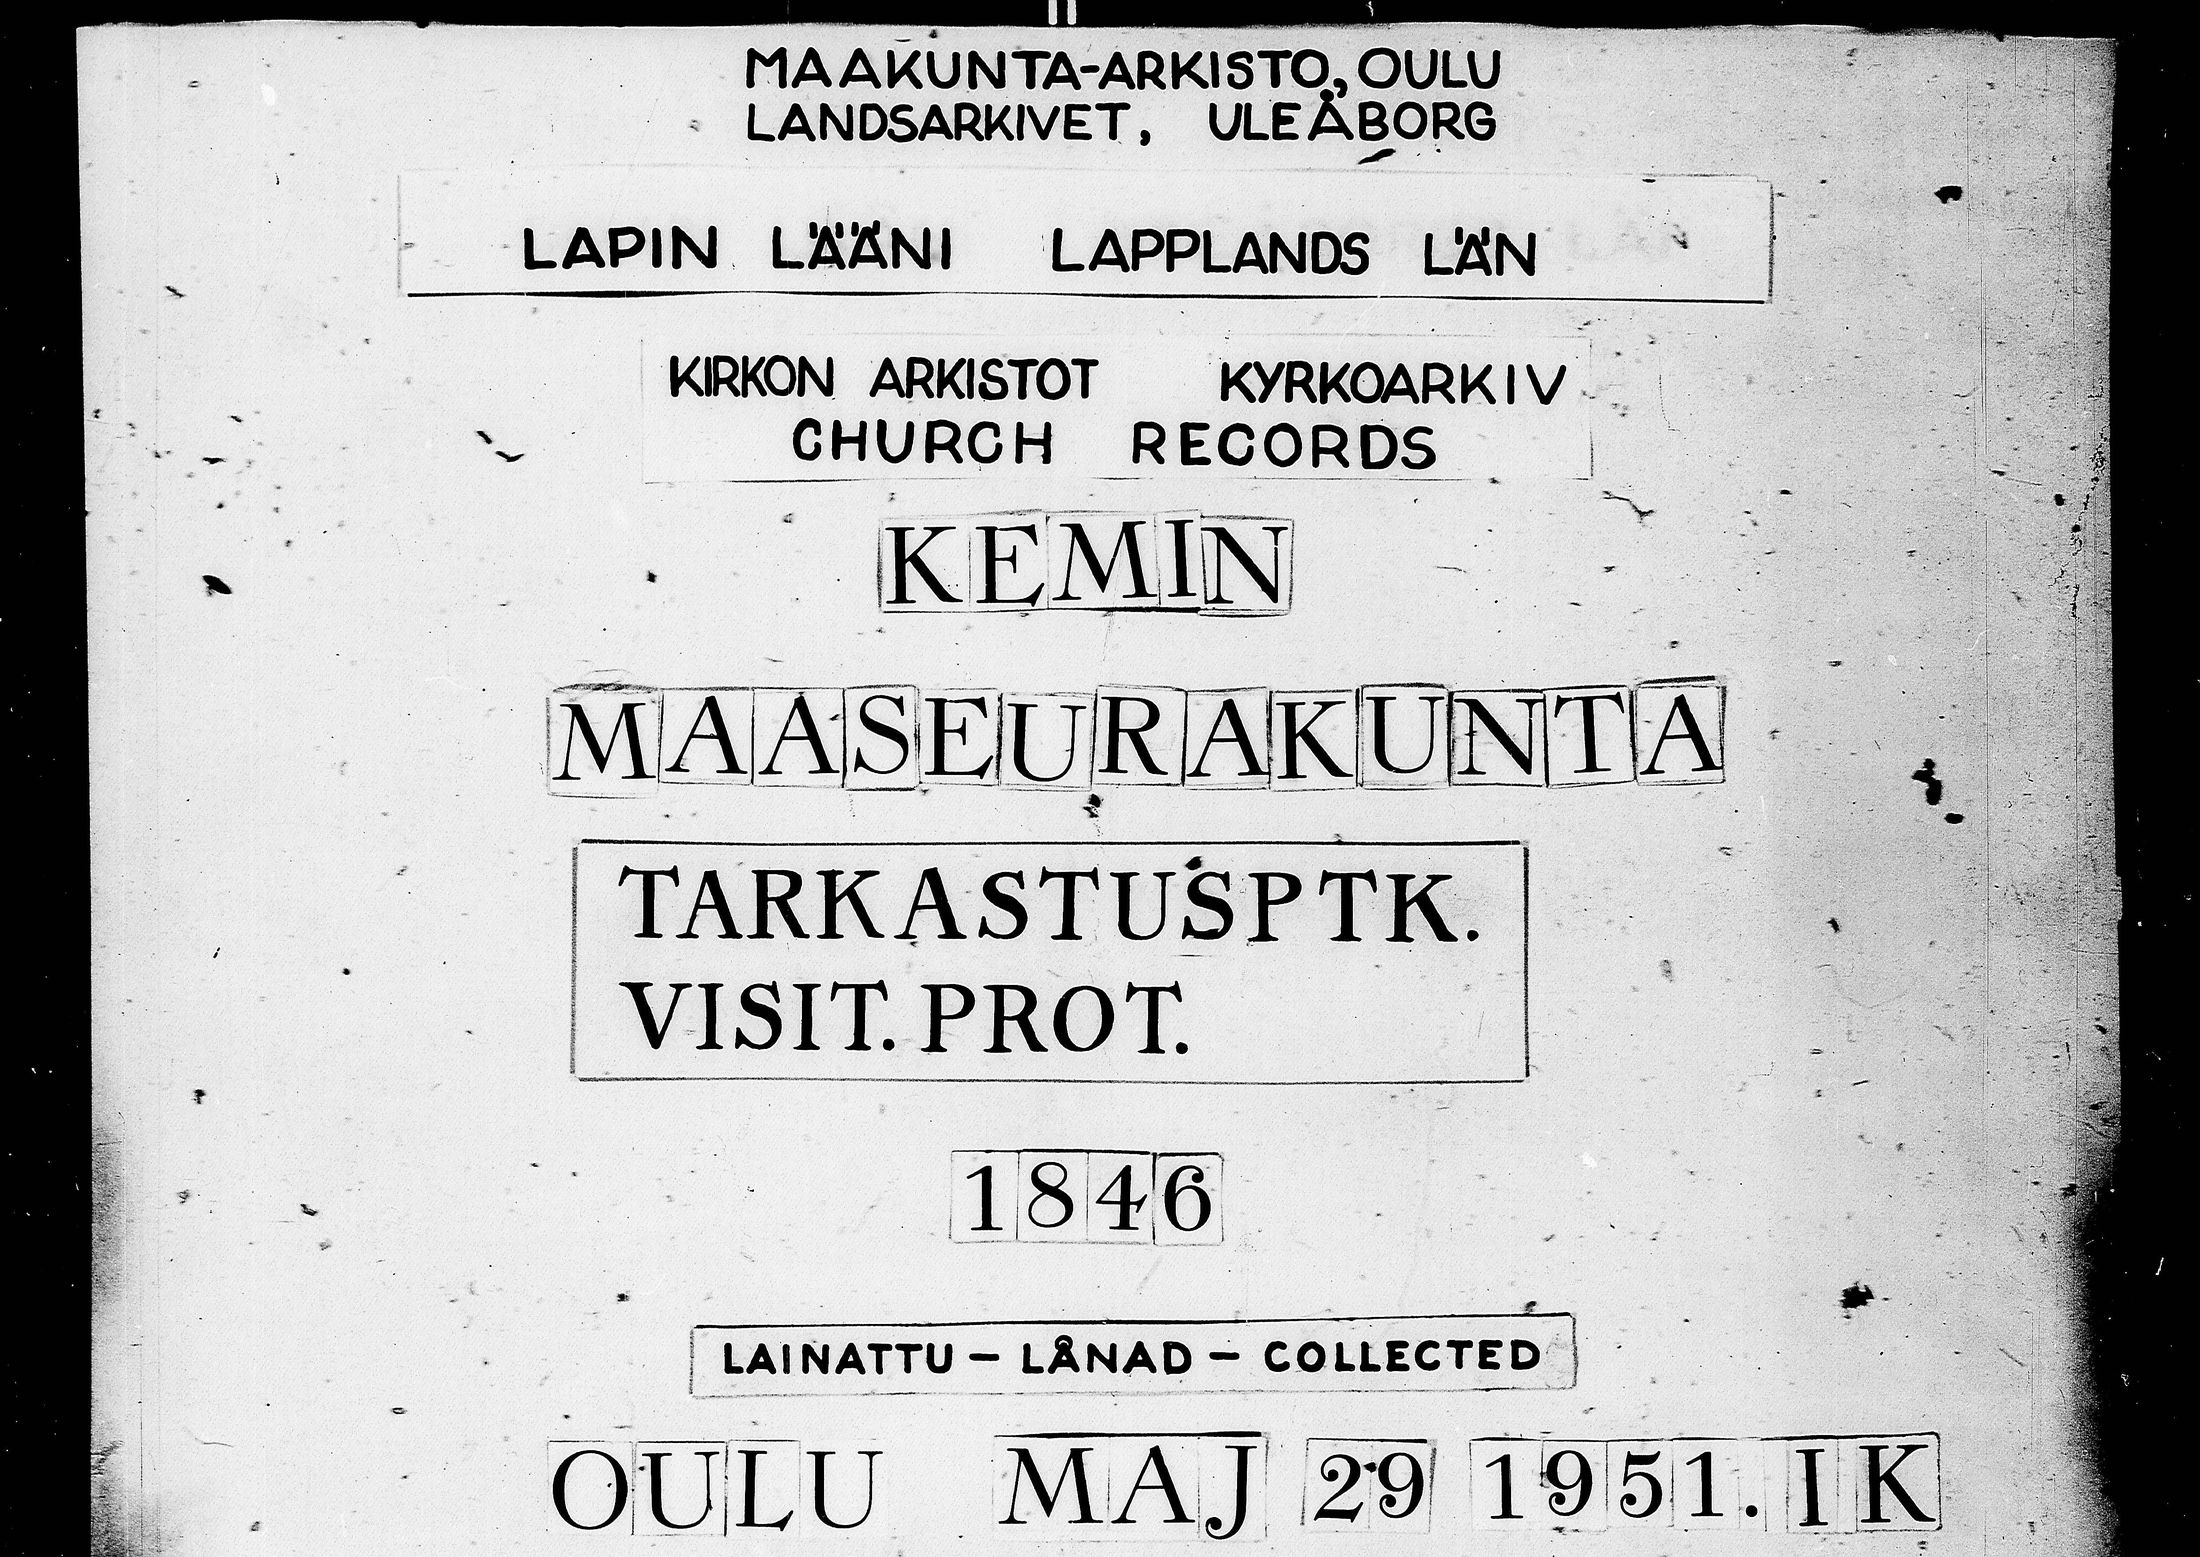 MAAKUNTA-ARKISTO, OULU
LANDSARKIVET, ULEÅBORG
LAPIN LÄÄNI LAPPLANDS LÄN
KIRKON ARKISTOT KYRKOARKIV
CHURCH RECORDS
KEMIN
MAASEURAKUNTA
TARKASTUSPTK.
VISIT. PROT.
1846
LAINATTU - LÅNAD - COLLECTED
OULU MAJ 29 1951. IK